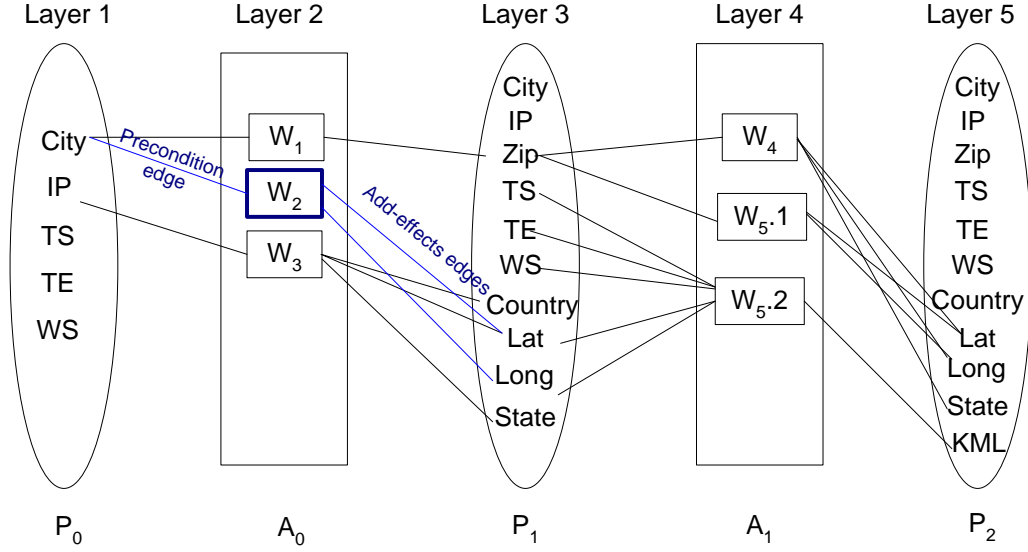 Layer 1
Layer 2
Layer 3
Layer 4
Layer 5
City
IP
TS
TE
WS
Precondition
edge
W1
W2
W3
Add-effects edges
City
IP
Zip
TS
TE
WS
Country
Lat
Long
State
W4
W5.1
W5.2
City
IP
Zip
TS
TE
WS
Country
Lat
Long
State
KML
P0
A0
P1
A1
P2